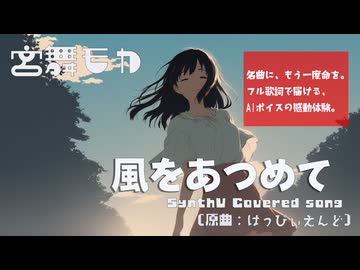 宮舞モカ
名曲に、もう一度命を。
フル歌詞で届ける、
AIボイスの感動体験。
風をあつめて
SynthV Covered song
(原曲：はっぴぃえんど)